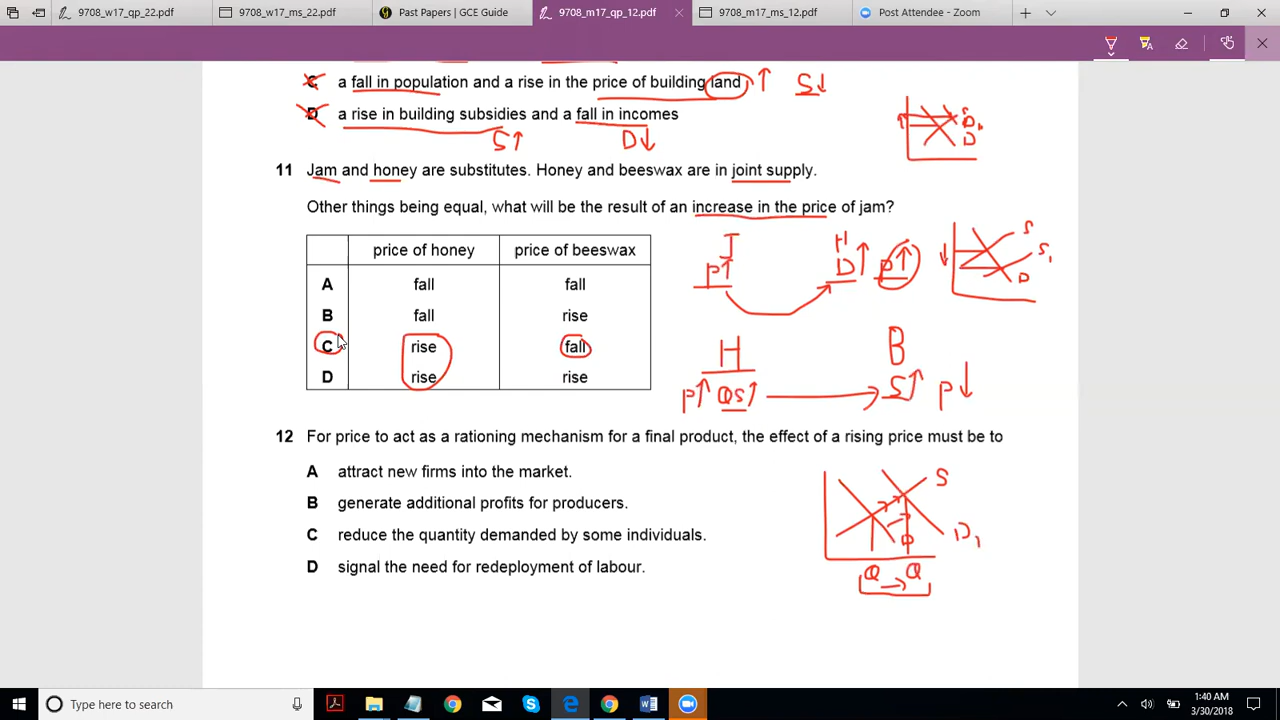 9708_w17_qp_22.pdf 9708_w17_ms_22.pdf Past Papers | GCE Guide 9708_m17_qp_12.pdf 9708_m17_ms_12.pdf Post Attendee - Zoom
C a fall in population and a rise in the price of building land ↑ S↓
D a rise in building subsidies and a fall in incomes
S↑ D↓
S D1 D
11 Jam and honey are substitutes. Honey and beeswax are in joint supply.
Other things being equal, what will be the result of an increase in the price of jam?
price of honey price of beeswax
A fall fall
B fall rise
C rise fall
D rise rise
J H
P↑ D↑ P↑
S S1 D
H B
P↑ QS↑ S↑ P↓
12 For price to act as a rationing mechanism for a final product, the effect of a rising price must be to
A attract new firms into the market.
B generate additional profits for producers.
C reduce the quantity demanded by some individuals.
D signal the need for redeployment of labour.
S
D D1
Q → Q
Type here to search
1:40 AM
3/30/2018